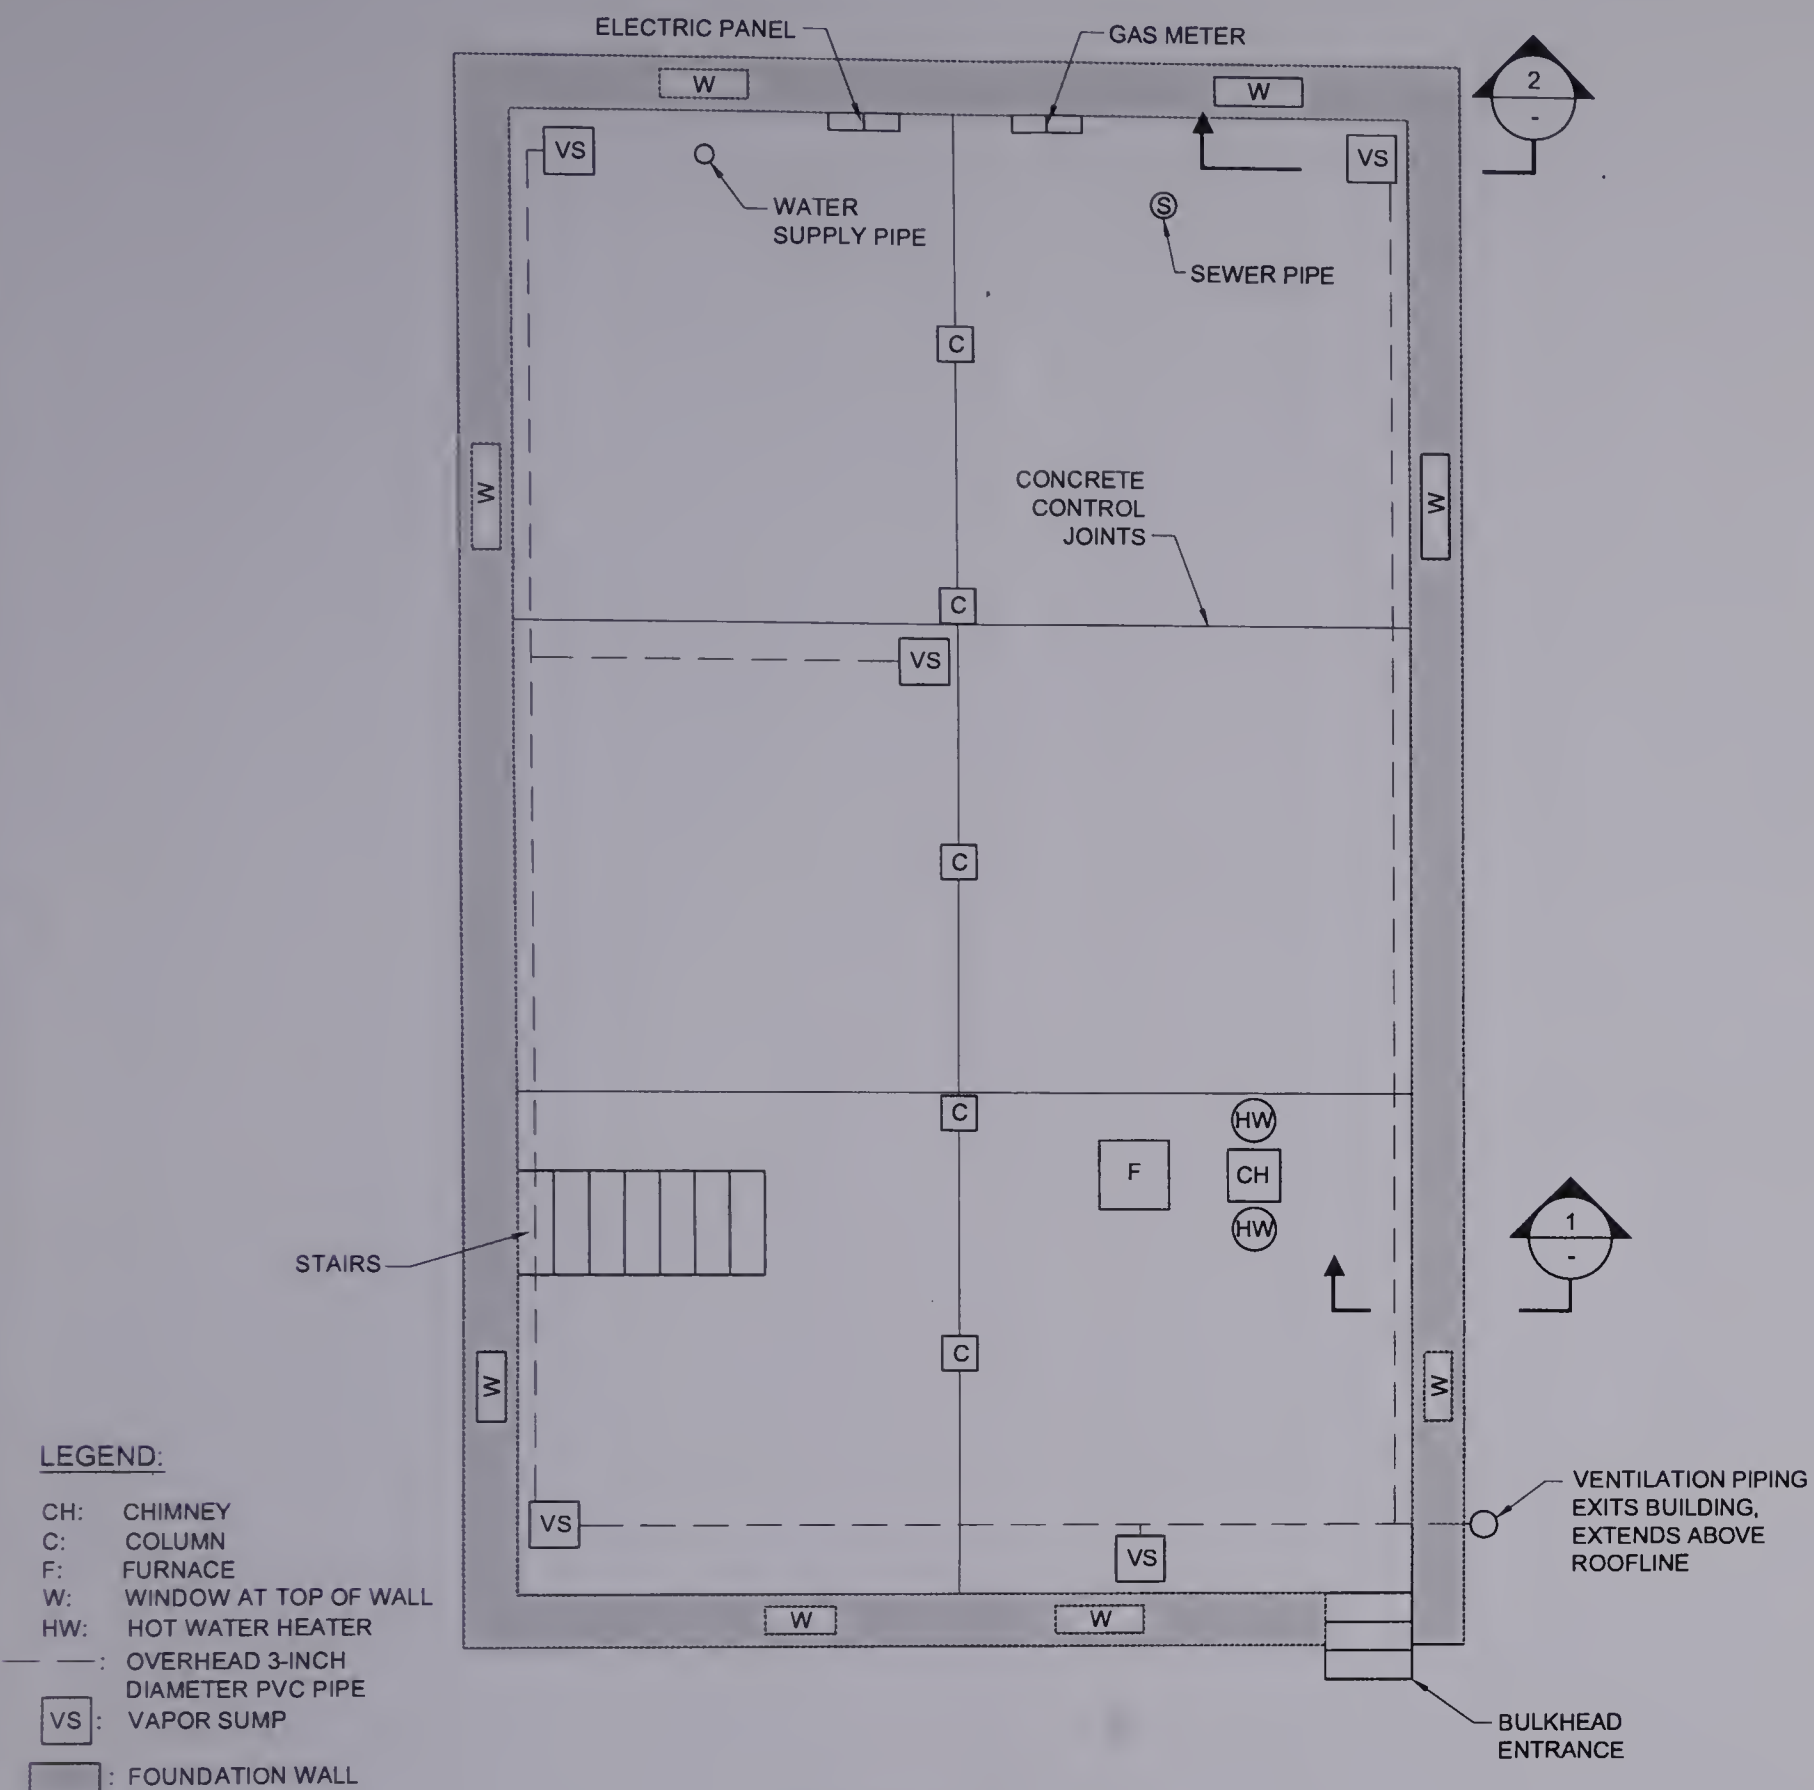 ELECTRIC PANEL
GAS METER
W
W
2
-
VS
VS
WATER
SUPPLY PIPE
S
SEWER PIPE
C
W
W
CONCRETE
CONTROL
JOINTS
C
VS
C
C
HW
F
CH
HW
1
-
STAIRS
C
W
W
VS
VS
VENTILATION PIPING
EXITS BUILDING,
EXTENDS ABOVE
ROOFLINE
W
W
BULKHEAD
ENTRANCE
LEGEND:
CH: CHIMNEY
C: COLUMN
F: FURNACE
W: WINDOW AT TOP OF WALL
HW: HOT WATER HEATER
— —: OVERHEAD 3-INCH
DIAMETER PVC PIPE
VS : VAPOR SUMP
: FOUNDATION WALL